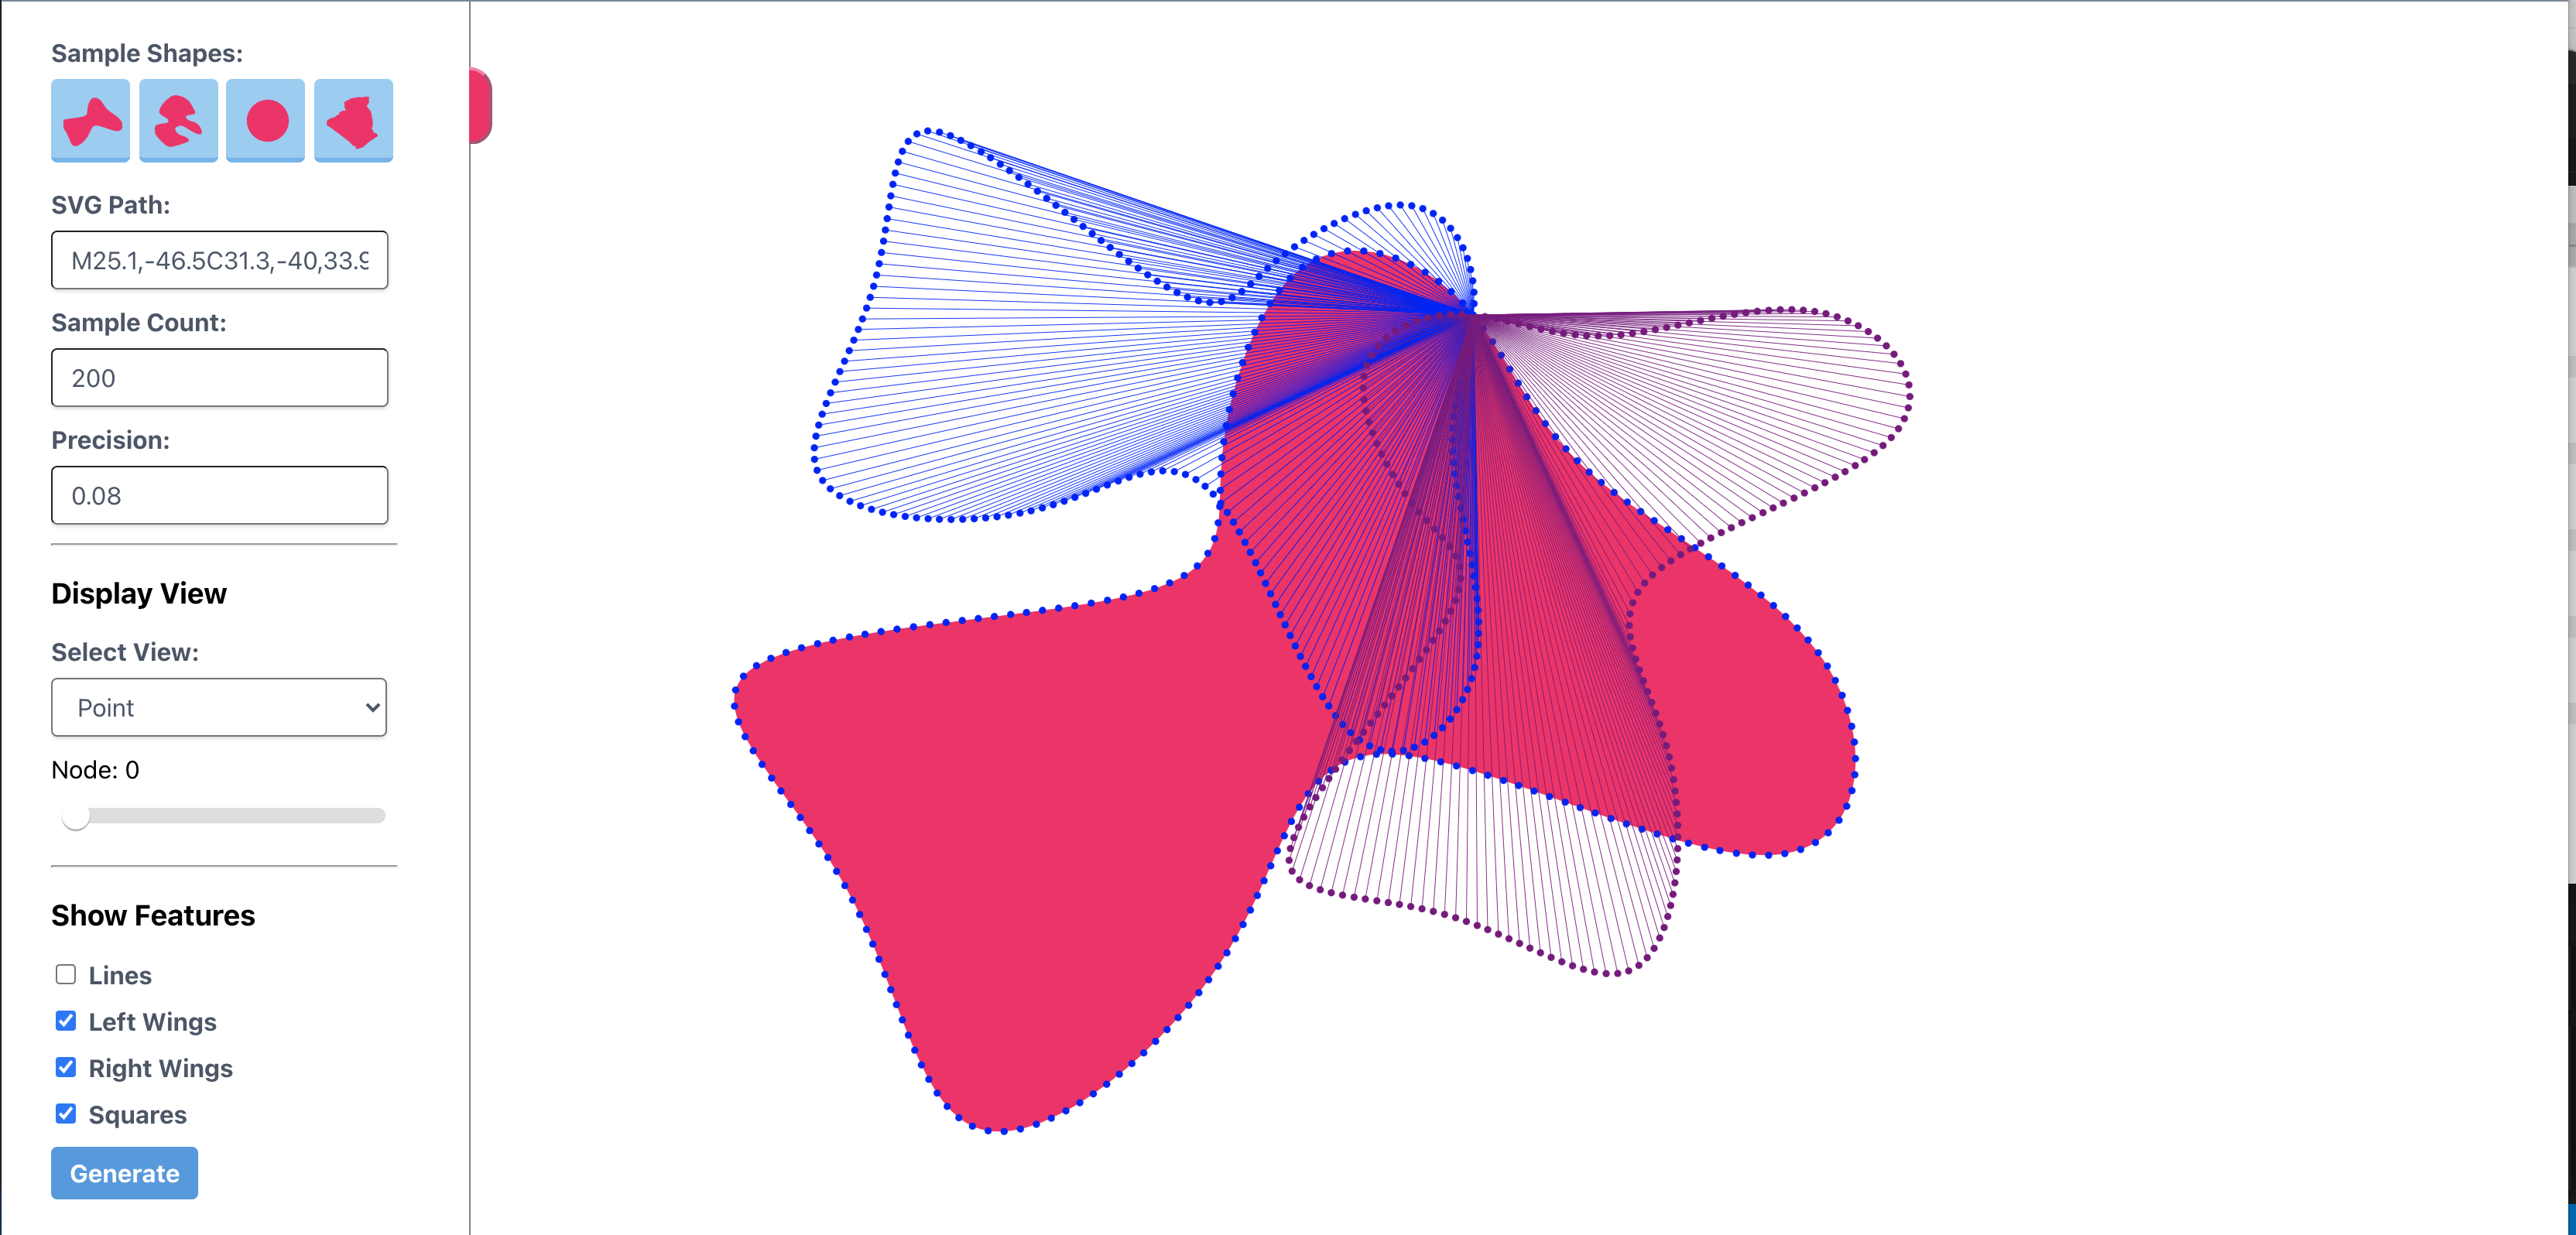 Sample Shapes:
SVG Path:
M25.1,-46.5C31.3,-40,33.9
Sample Count:
200
Precision:
0.08
Display View
Select View:
Point
Node: 0
Show Features
Lines
Left Wings
Right Wings
Squares
Generate